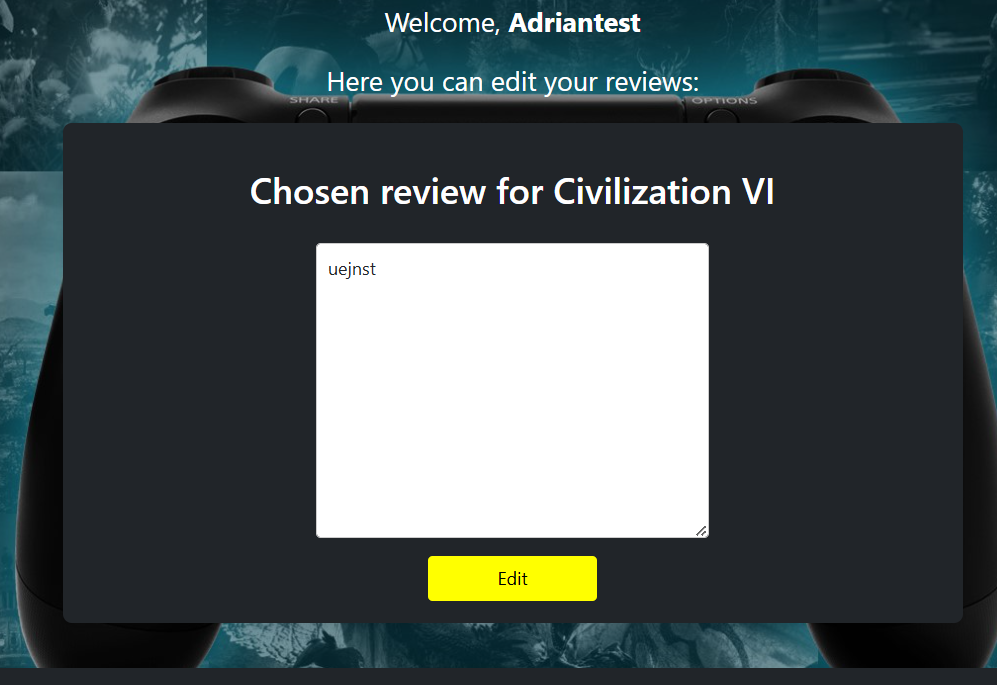 Welcome, Adriantest
Here you can edit your reviews:
SHARE
OPTIONS
Chosen review for Civilization VI
uejnst
Edit